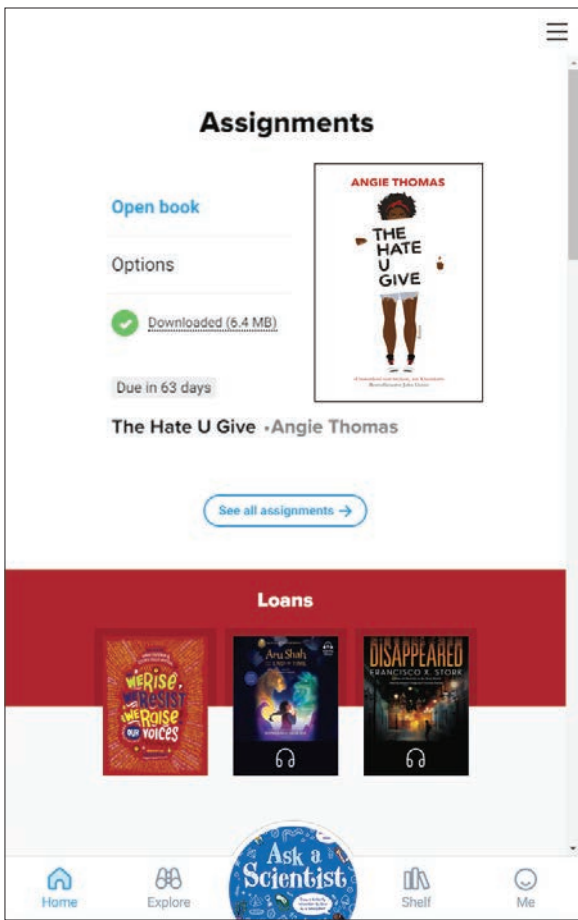 Assignments
Open book
Options
Downloaded (6.4 MB)
Due in 63 days
The Hate U Give • Angie Thomas
ANGIE THOMAS
THE
HATE
U
GIVE
See all assignments →
Loans
WE RISE
WE RESIST
WE RAISE
OUR VOICES
Aru Shah
DISAPPEARED
FRANCISCO X. STORK
Ask a
Scientist
Home
Explore
Shelf
Me